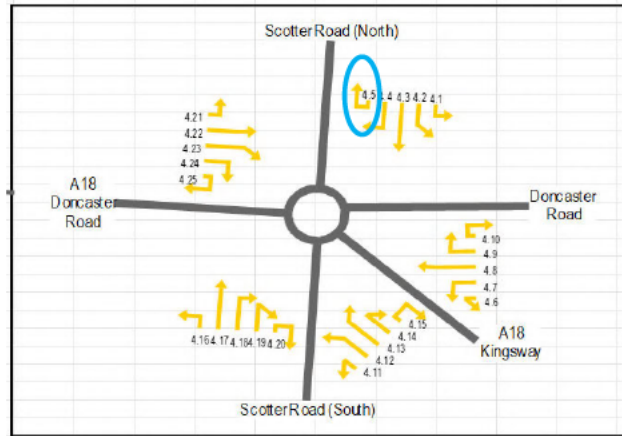 Scotter Road (North)
4.5 4.4 4.3 4.2 4.1
4.21
4.22
4.23
4.24
4.25
A18
Doncaster
Road
Doncaster
Road
4.10
4.9
4.8
4.7
4.6
4.15
4.14
4.13
4.12
4.11
4.16 4.17 4.18 4.19 4.20
A18
Kingsway
Scotter Road (South)